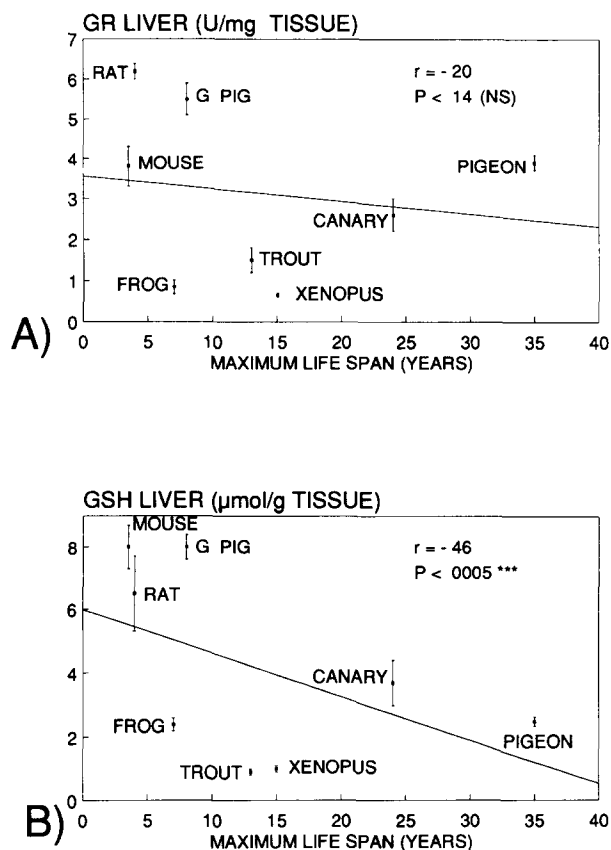 GR LIVER (U/mg TISSUE)
7
6
5
4
3
2
1
0
RAT
G PIG
r = - 20
P < 14 (NS)
MOUSE
PIGEON
CANARY
TROUT
FROG
XENOPUS
A)
0 5 10 15 20 25 30 35 40
MAXIMUM LIFE SPAN (YEARS)
GSH LIVER (μmol/g TISSUE)
8
6
4
2
0
MOUSE
G PIG
r = - 46
P < 0005 ***
RAT
CANARY
FROG
PIGEON
TROUT
XENOPUS
B)
0 5 10 15 20 25 30 35 40
MAXIMUM LIFE SPAN (YEARS)